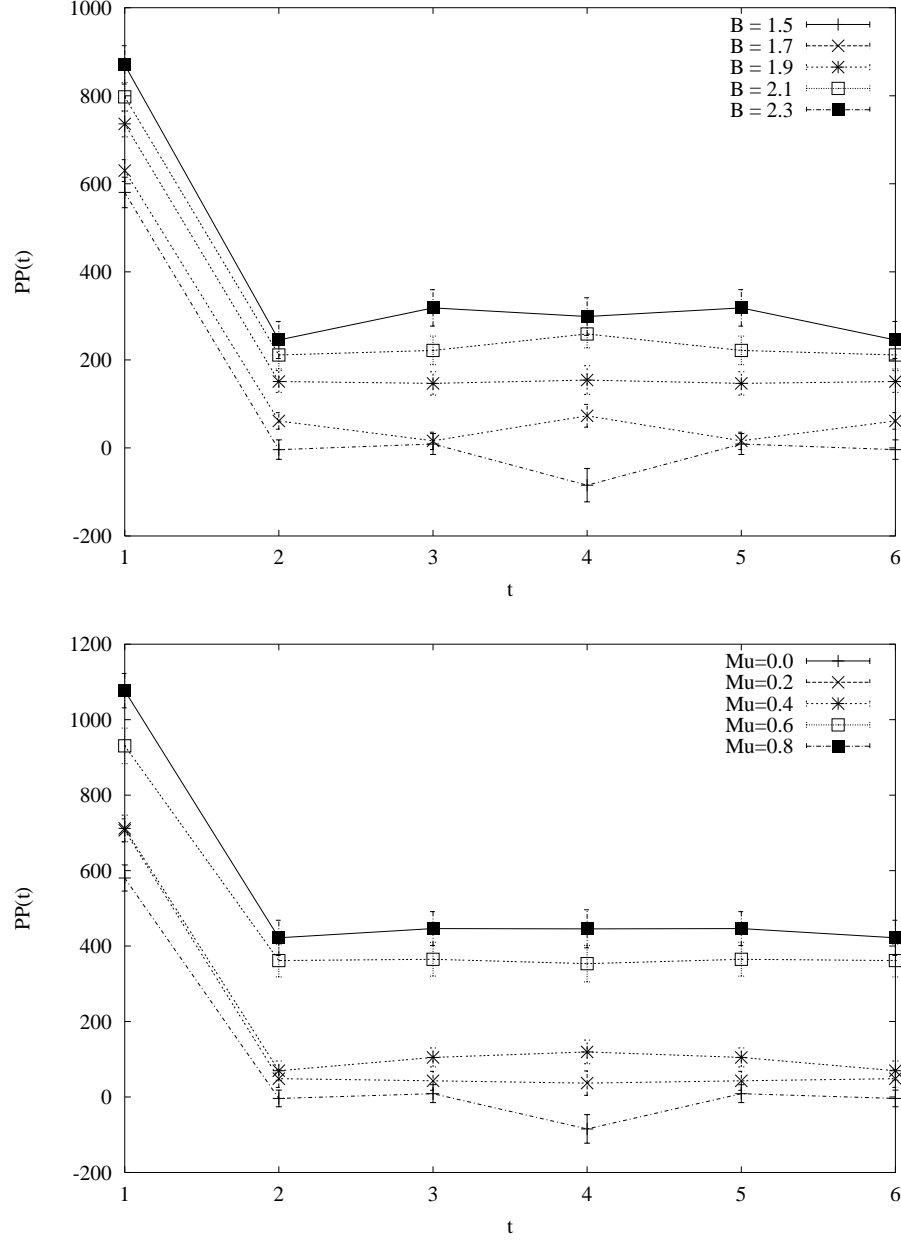 1000
800
600
400
200
0
-200
PP(t)
B = 1.5
B = 1.7
B = 1.9
B = 2.1
B = 2.3
1 2 3 4 5 6
t
1200
1000
800
600
400
200
0
-200
PP(t)
Mu=0.0
Mu=0.2
Mu=0.4
Mu=0.6
Mu=0.8
1 2 3 4 5 6
t